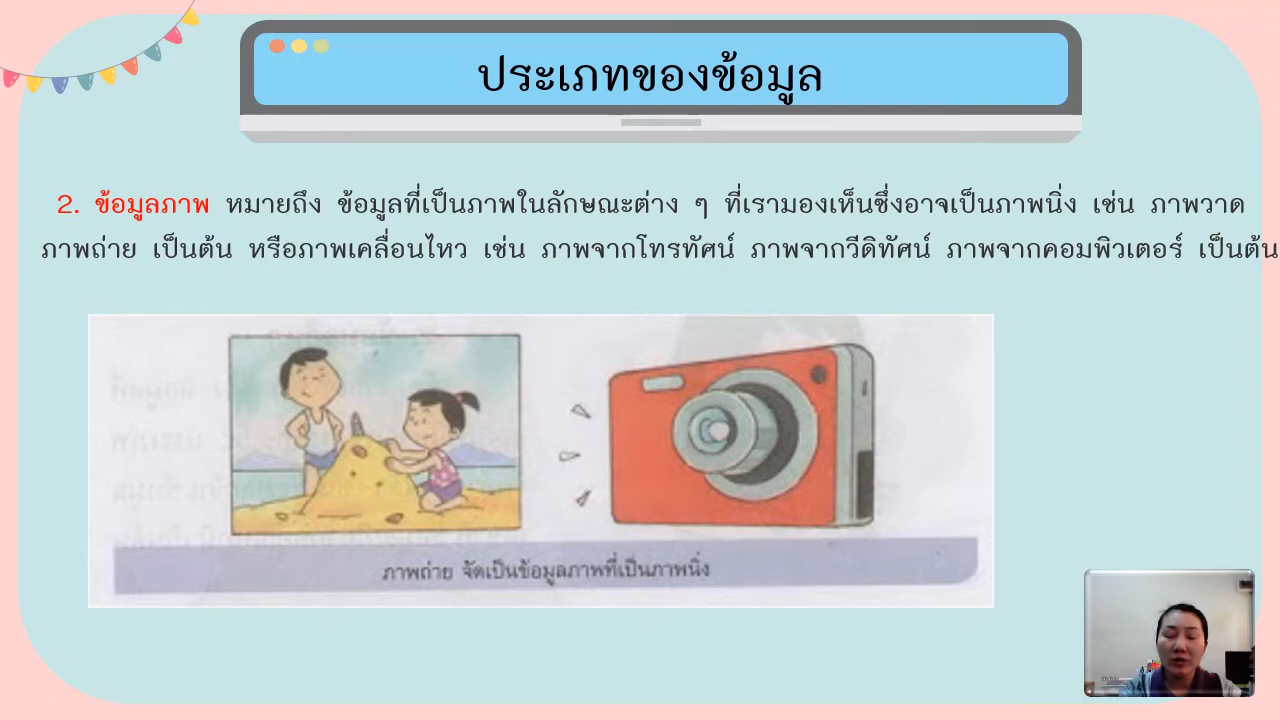 ประเภทของข้อมูล
2. ข้อมูลภาพ หมายถึง ข้อมูลที่เป็นภาพในลักษณะต่าง ๆ ที่เรามองเห็นซึ่งอาจเป็นภาพนิ่ง เช่น ภาพวาด
ภาพถ่าย เป็นต้น หรือภาพเคลื่อนไหว เช่น ภาพจากโทรทัศน์ ภาพจากวีดิทัศน์ ภาพจากคอมพิวเตอร์ เป็นต้น
ภาพถ่าย จัดเป็นข้อมูลภาพที่เป็นภาพนิ่ง